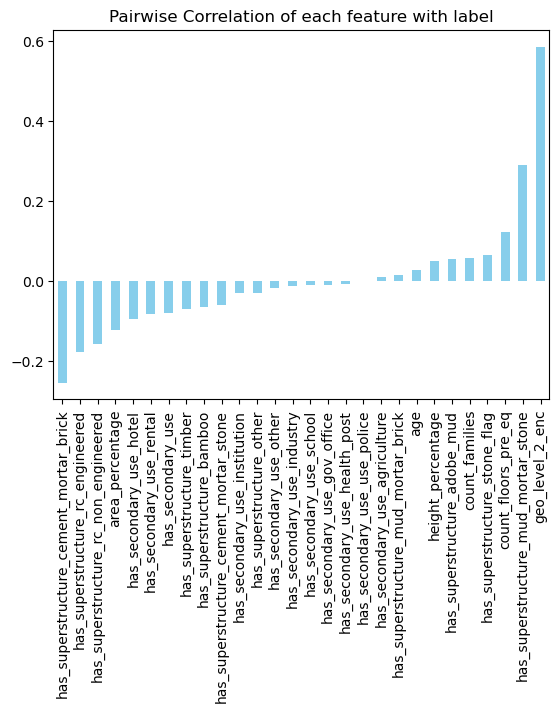 Pairwise Correlation of each feature with label
0.6
0.4
0.2
0.0
−0.2
has_superstructure_cement_mortar_brick
has_superstructure_rc_engineered
has_superstructure_rc_non_engineered
area_percentage
has_secondary_use_hotel
has_secondary_use_rental
has_secondary_use
has_superstructure_timber
has_superstructure_bamboo
has_superstructure_cement_mortar_stone
has_secondary_use_institution
has_superstructure_other
has_secondary_use_other
has_secondary_use_industry
has_secondary_use_school
has_secondary_use_gov_office
has_secondary_use_health_post
has_secondary_use_use_police
has_secondary_use_agriculture
has_superstructure_mud_mortar_brick
age
height_percentage
has_superstructure_adobe_mud
count_families
has_superstructure_stone_flag
count_floors_pre_eq
has_superstructure_mud_mortar_stone
geo_level_2_enc